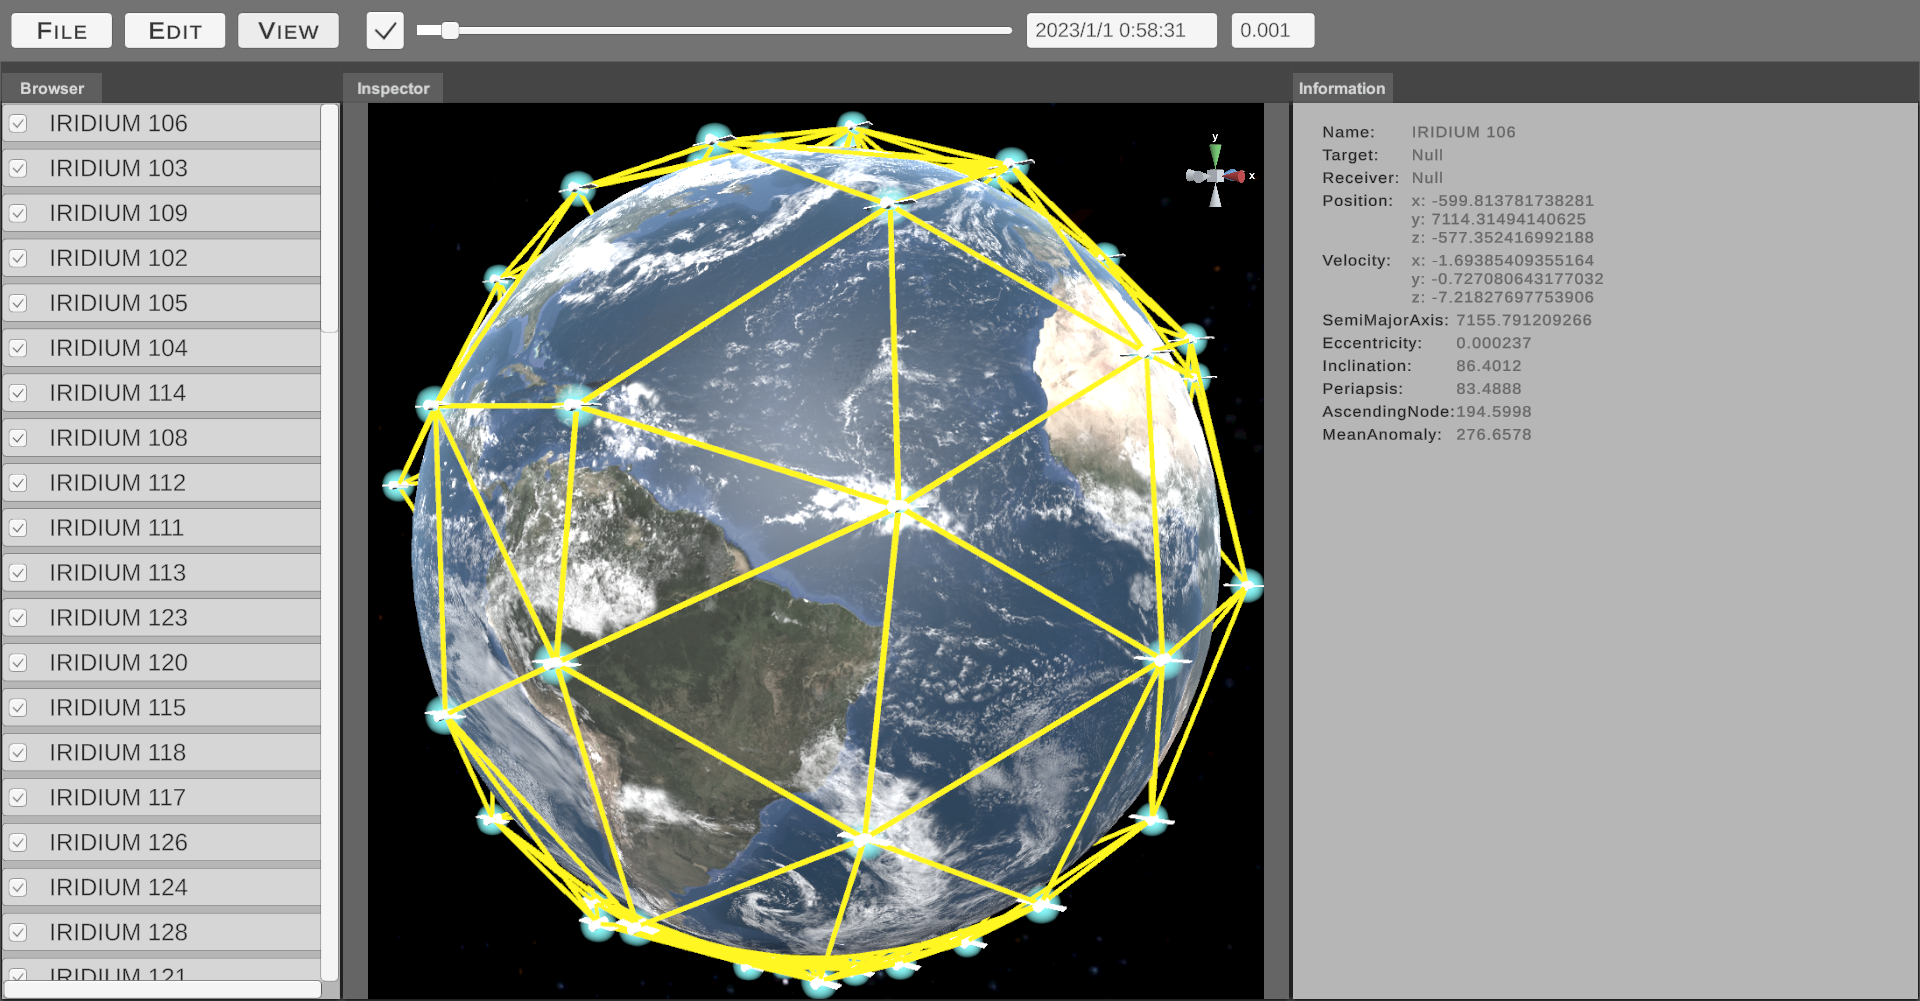 FILE EDIT VIEW 2023/1/1 0:58:31 0.001
Browser
IRIDIUM 106
IRIDIUM 103
IRIDIUM 109
IRIDIUM 102
IRIDIUM 105
IRIDIUM 104
IRIDIUM 114
IRIDIUM 108
IRIDIUM 112
IRIDIUM 111
IRIDIUM 113
IRIDIUM 123
IRIDIUM 120
IRIDIUM 115
IRIDIUM 118
IRIDIUM 117
IRIDIUM 126
IRIDIUM 124
IRIDIUM 128
IRIDIUM 121
Inspector
y
x
Information
Name: IRIDIUM 106
Target: Null
Receiver: Null
Position: x: -599.813781738281
y: 7114.31494140625
z: -577.352416992188
Velocity: x: -1.69385409355164
y: -0.727080643177032
z: -7.21827697753906
SemiMajorAxis: 7155.791209266
Eccentricity: 0.000237
Inclination: 86.4012
Periapsis: 83.4888
AscendingNode: 194.5998
MeanAnomaly: 276.6578